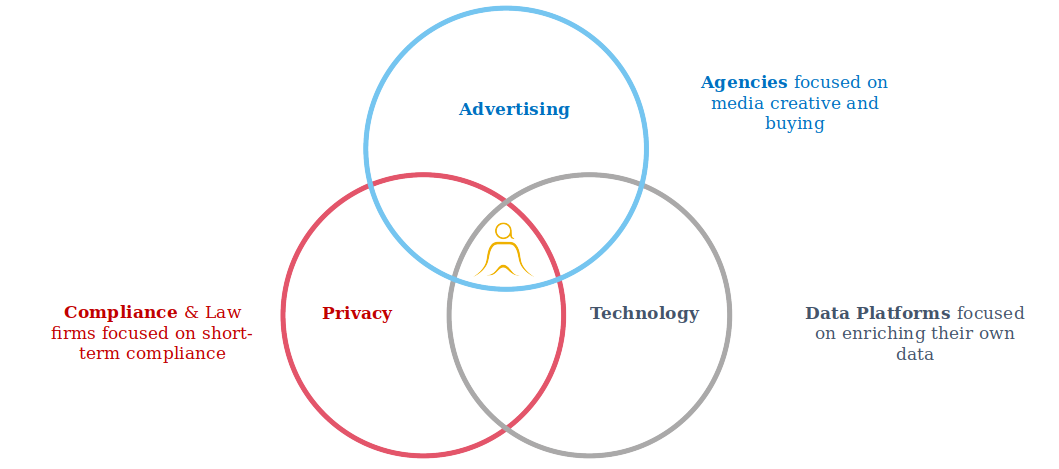 Advertising
Agencies focused on
media creative and
buying
Compliance & Law
firms focused on short-
term compliance
Privacy
Technology
Data Platforms focused
on enriching their own
data